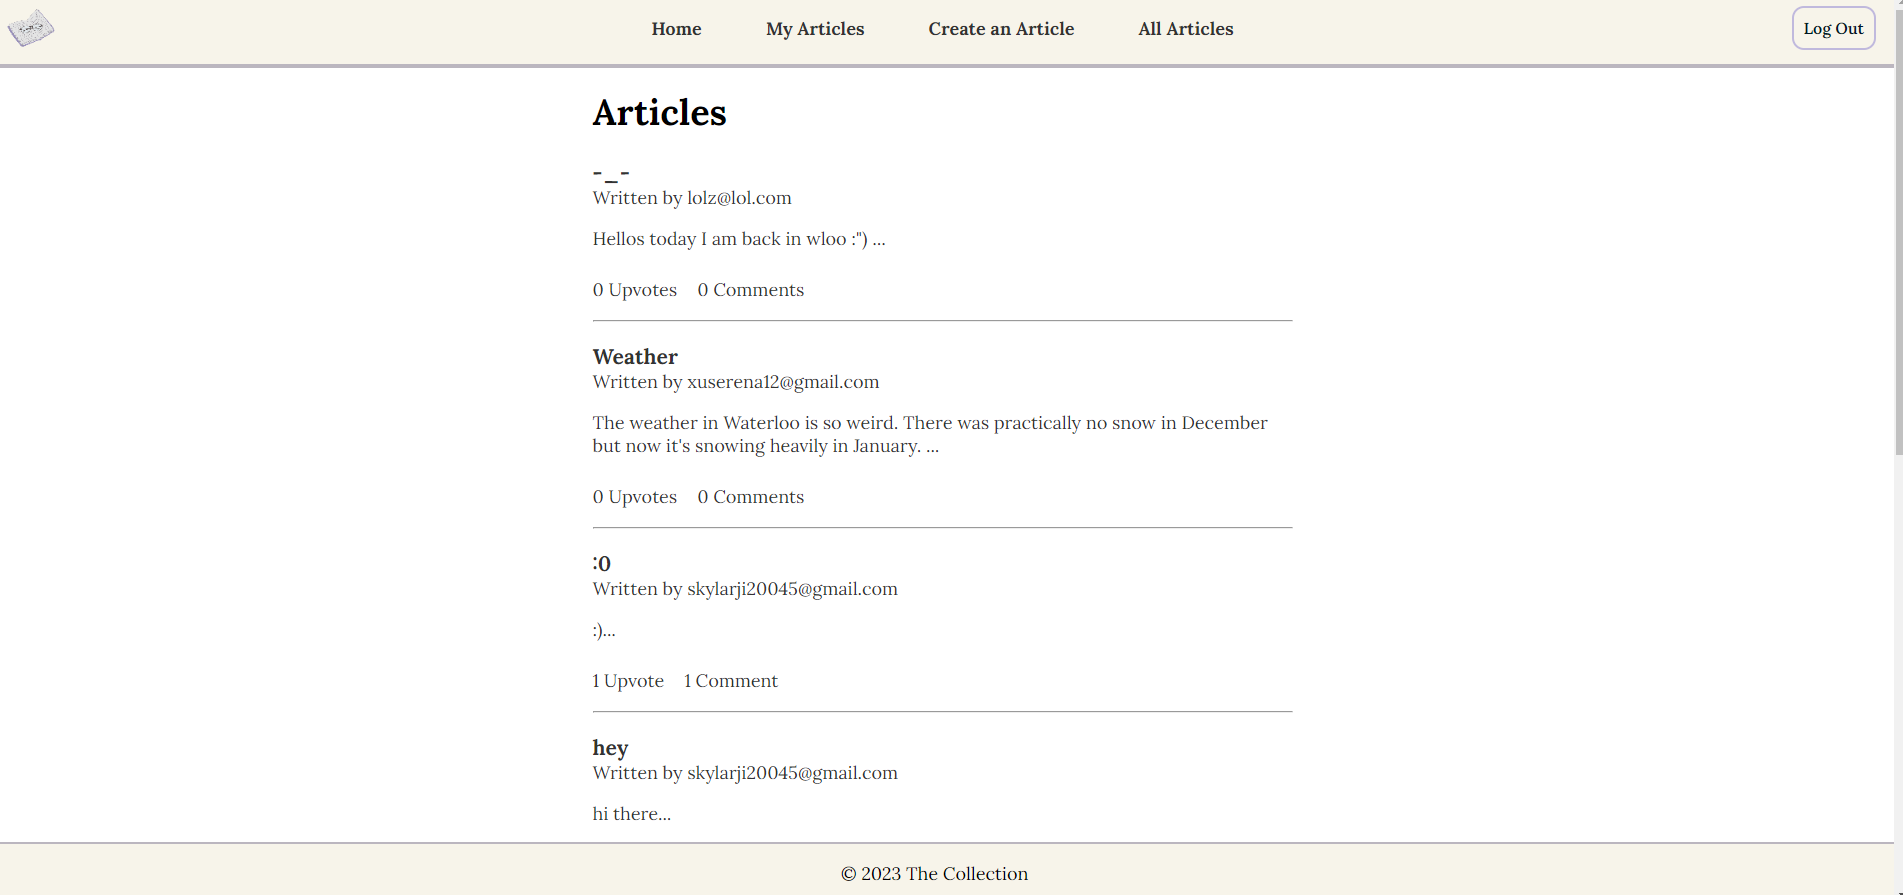 Home My Articles Create an Article All Articles Log Out
Articles
-_-
Written by lolz@lol.com
Hellos today I am back in wloo :") ...
0 Upvotes 0 Comments
Weather
Written by xuserena12@gmail.com
The weather in Waterloo is so weird. There was practically no snow in December
but now it's snowing heavily in January. ...
0 Upvotes 0 Comments
:0
Written by skylarji20045@gmail.com
:)...
1 Upvote 1 Comment
hey
Written by skylarji20045@gmail.com
hi there...
© 2023 The Collection